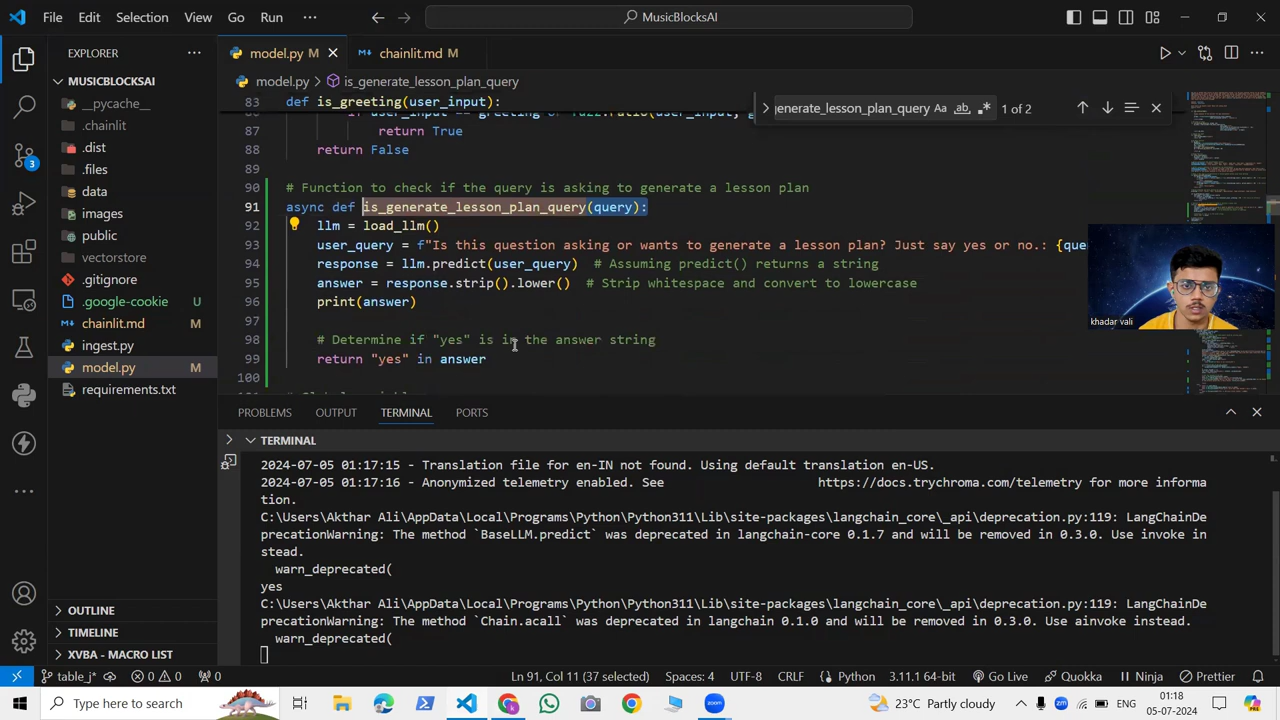 File Edit Selection View Go Run MusicBlocksAI
EXPLORER
MUSICBLOCKSAI
__pycache__
.chainlit
.dist
.files
data
images
public
vectorstore
.gitignore
.google-cookie U
chainlit.md M
ingest.py
model.py M
requirements.txt
OUTLINE
TIMELINE
XVBA - MACRO LIST
3
model.py M
chainlit.md M
model.py > is_generate_lesson_plan_query
enerate_lesson_plan_query( 1 of 2
83 def is_greeting(user_input):
87 return True
88 return False
89
90 # Function to check if the query is asking to generate a lesson plan
91 async def is_generate_lesson_plan_query(query):
92 llm = load_llm()
93 user_query = f"Is this question asking or wants to generate a lesson plan? Just say yes or no.: {que
94 response = llm.predict(user_query) # Assuming predict() returns a string
95 answer = response.strip().lower() # Strip whitespace and convert to lowercase
96 print(answer)
97
98 # Determine if "yes" is in the answer string
99 return "yes" in answer
100
khadar vali
PROBLEMS OUTPUT TERMINAL PORTS
TERMINAL
2024-07-05 01:17:15 - Translation file for en-IN not found. Using default translation en-US.
2024-07-05 01:17:16 - Anonymized telemetry enabled. See https://docs.trychroma.com/telemetry for more informa
tion.
C:\Users\Akthar Ali\AppData\Local\Programs\Python\Python311\Lib\site-packages\langchain_core\_api\deprecation.py:119: LangChainDe
precationWarning: The method `BaseLLM.predict` was deprecated in langchain-core 0.1.7 and will be removed in 0.3.0. Use invoke in
stead.
warn_deprecated(
yes
C:\Users\Akthar Ali\AppData\Local\Programs\Python\Python311\Lib\site-packages\langchain_core\_api\deprecation.py:119: LangChainDe
precationWarning: The method `Chain.acall` was deprecated in langchain 0.1.0 and will be removed in 0.3.0. Use ainvoke instead.
warn_deprecated(
table_j* 0 0 0 Ln 91, Col 11 (37 selected) Spaces: 4 UTF-8 CRLF Python 3.11.1 64-bit Go Live Quokka Ninja Prettier
Type here to search 23°C Partly cloudy ENG 01:18
05-07-2024